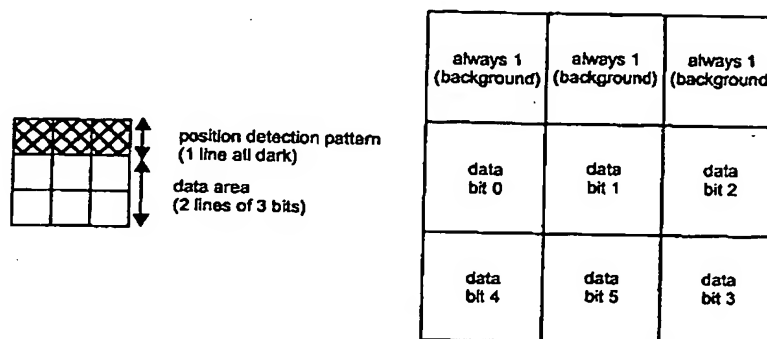 position detection pattern
(1 line all dark)
data area
(2 lines of 3 bits)
always 1
(background)
always 1
(background)
always 1
(background)
data
bit 0
data
bit 1
data
bit 2
data
bit 4
data
bit 5
data
bit 3